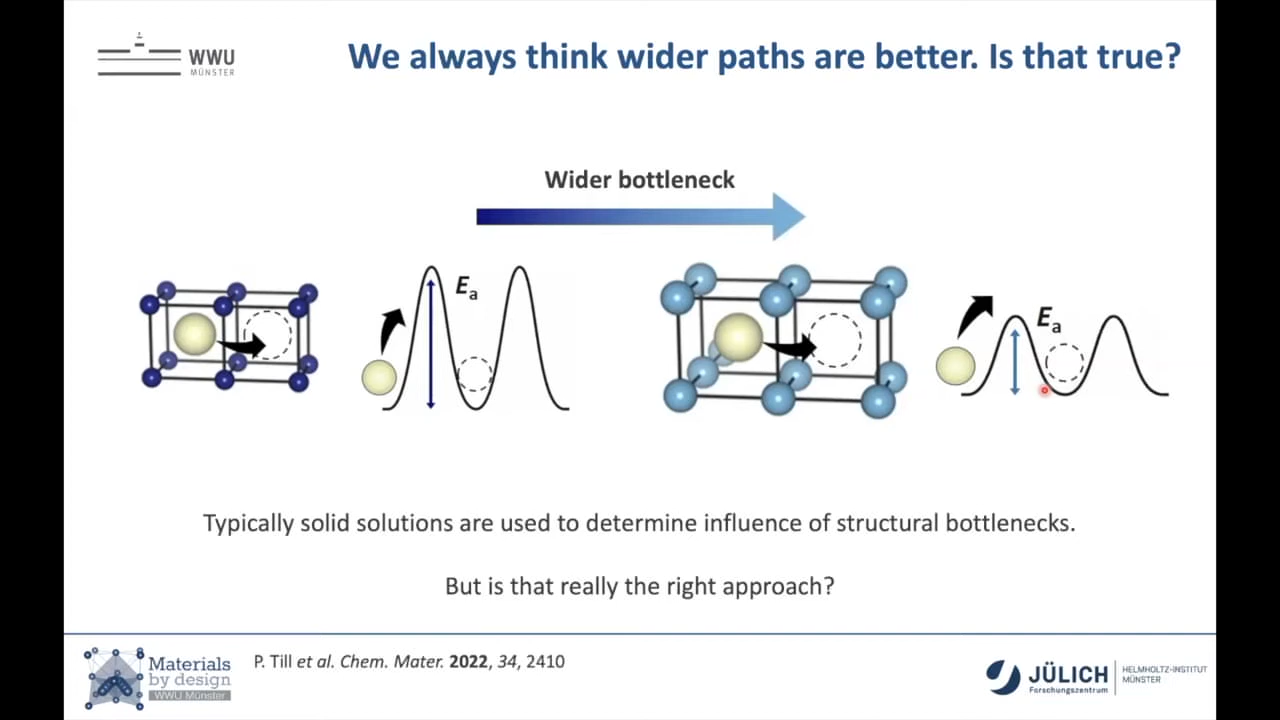 WWU
MÜNSTER
We always think wider paths are better. Is that true?
Wider bottleneck
Ea
Ea
Typically solid solutions are used to determine influence of structural bottlenecks.
But is that really the right approach?
Materials
by design
WWU Münster
P. Till et al. Chem. Mater. 2022, 34, 2410
JÜLICH
Forschungszentrum
HELMHOLTZ-INSTITUT
MÜNSTER